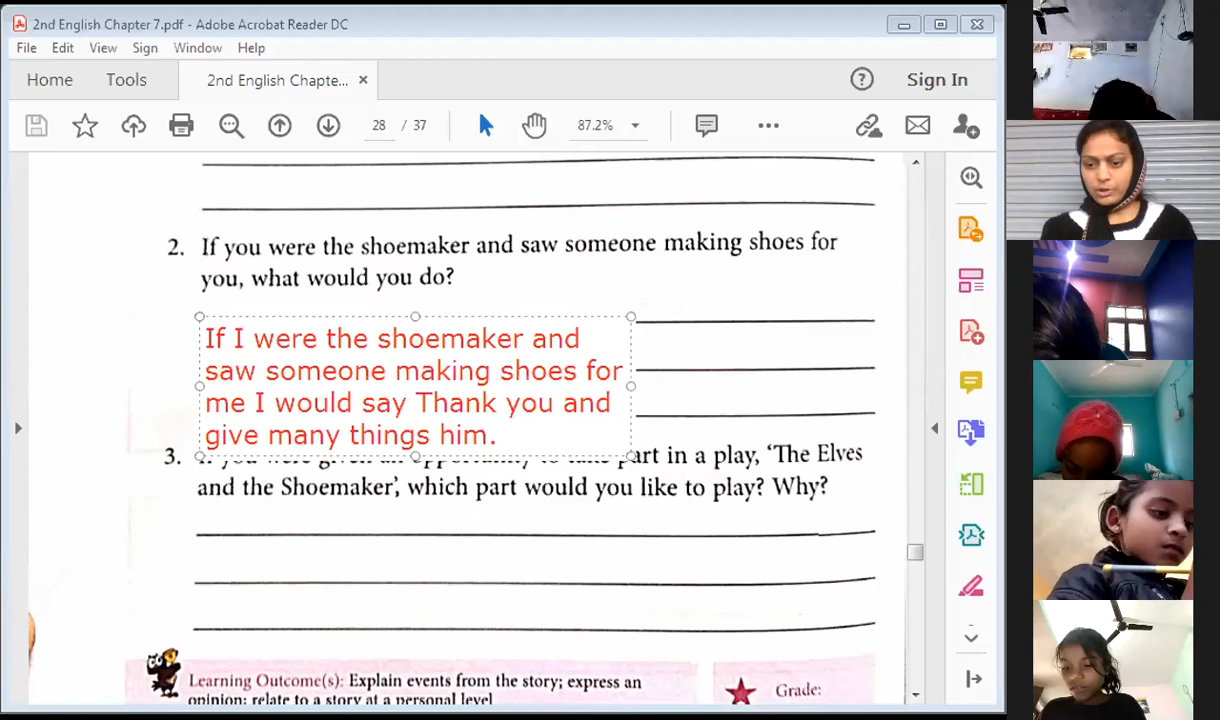 2nd English Chapter 7.pdf - Adobe Acrobat Reader DC
File Edit View Sign Window Help
Home Tools 2nd English Chapte... × Sign In
28 / 37 87.2%
2. If you were the shoemaker and saw someone making shoes for
you, what would you do?
If I were the shoemaker and
saw someone making shoes for
me I would say Thank you and
give many things him.
3. part in a play, ‘The Elves
and the Shoemaker’, which part would you like to play? Why?
Learning Outcome(s): Explain events from the story; express an
opinion; relate to a story at a personal level
Grade: